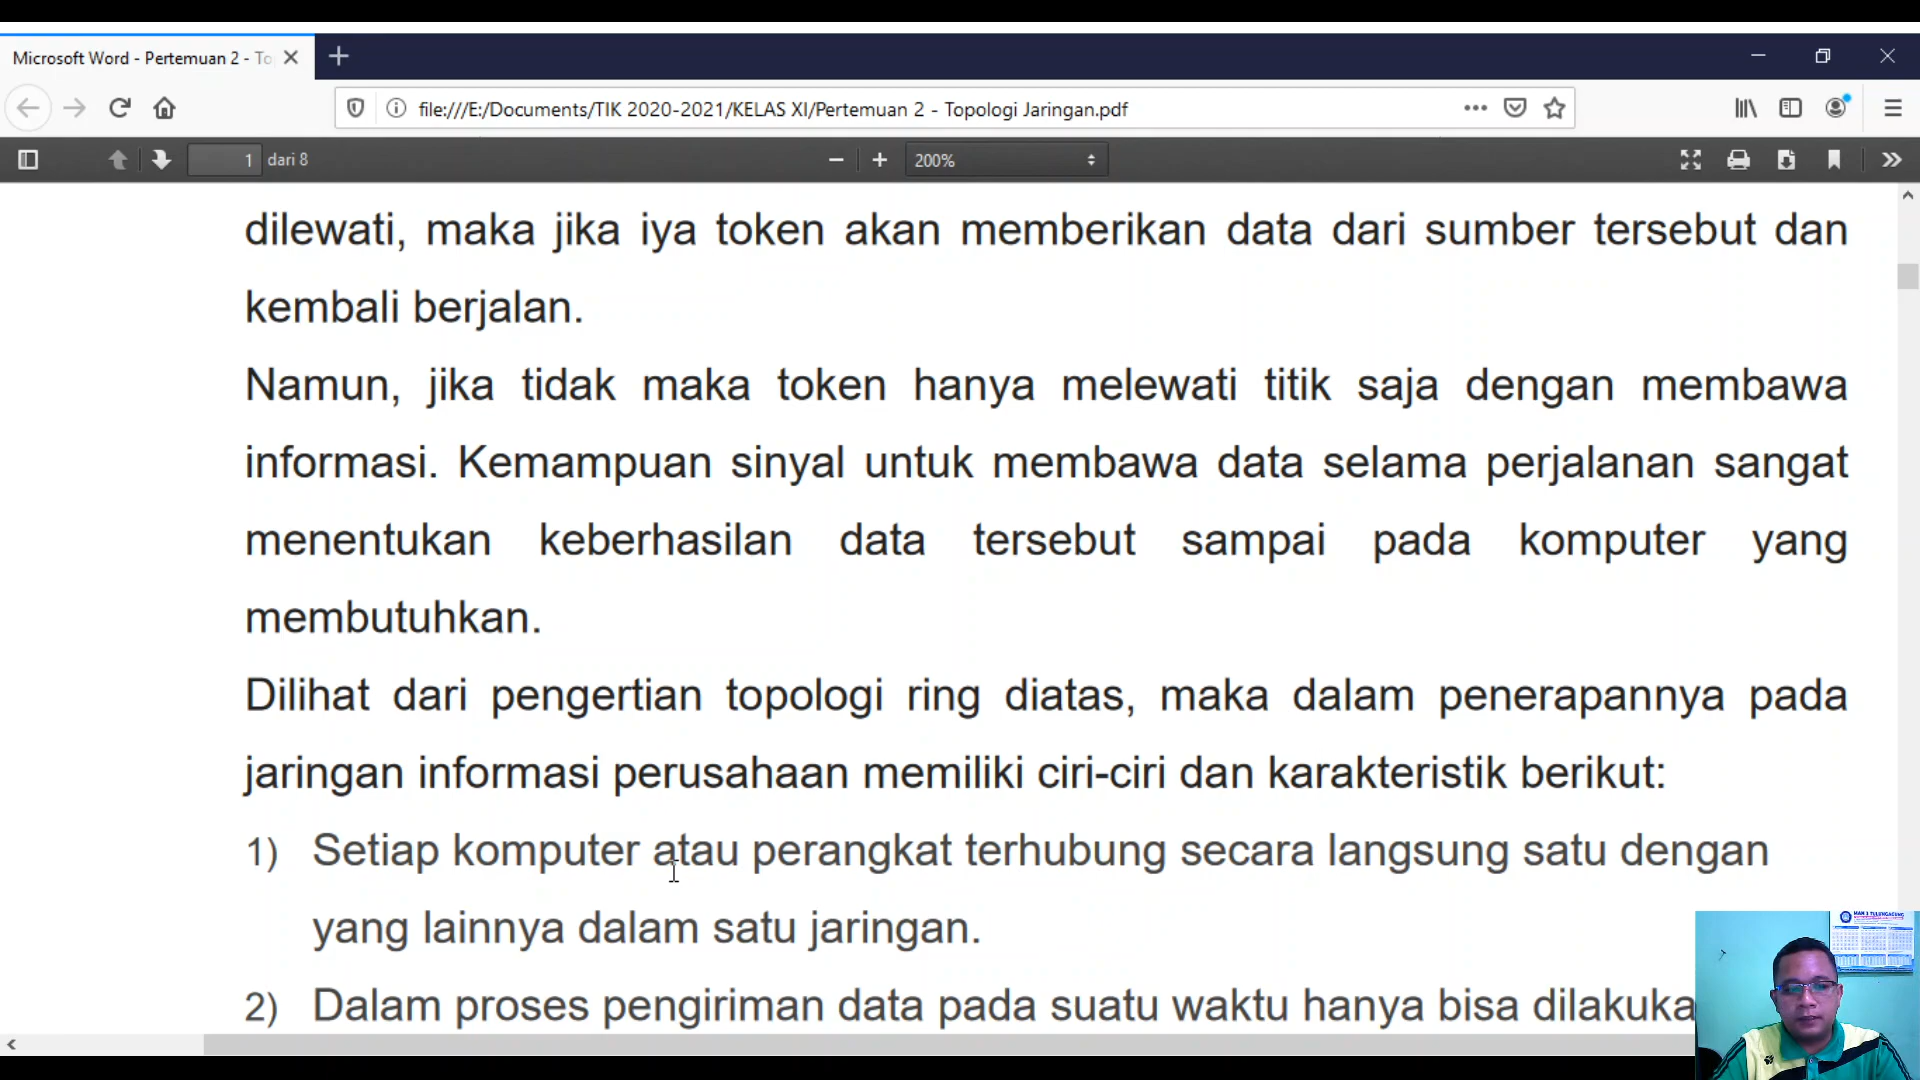 Microsoft Word - Pertemuan 2 - To
file:///E:/Documents/TIK 2020-2021/KELAS XI/Pertemuan 2 - Topologi Jaringan.pdf
1 dari 8
200%
dilewati, maka jika iya token akan memberikan data dari sumber tersebut dan
kembali berjalan.
Namun, jika tidak maka token hanya melewati titik saja dengan membawa
informasi. Kemampuan sinyal untuk membawa data selama perjalanan sangat
menentukan keberhasilan data tersebut sampai pada komputer yang
membutuhkan.
Dilihat dari pengertian topologi ring diatas, maka dalam penerapannya pada
jaringan informasi perusahaan memiliki ciri-ciri dan karakteristik berikut:
1) Setiap komputer atau perangkat terhubung secara langsung satu dengan
yang lainnya dalam satu jaringan.
2) Dalam proses pengiriman data pada suatu waktu hanya bisa dilakuka